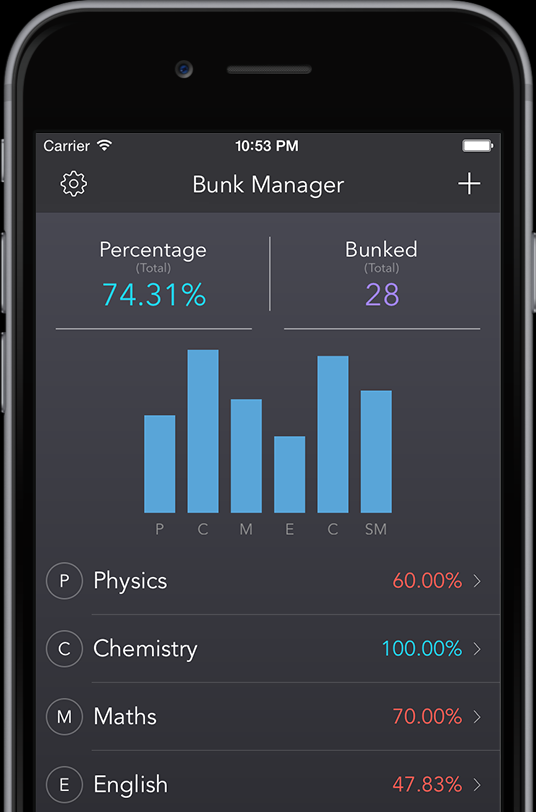 Carrier 10:53 PM
Bunk Manager
Percentage Bunked
(Total) (Total)
74.31% 28
P C M E C SM
P Physics 60.00%
C Chemistry 100.00%
M Maths 70.00%
E English 47.83%